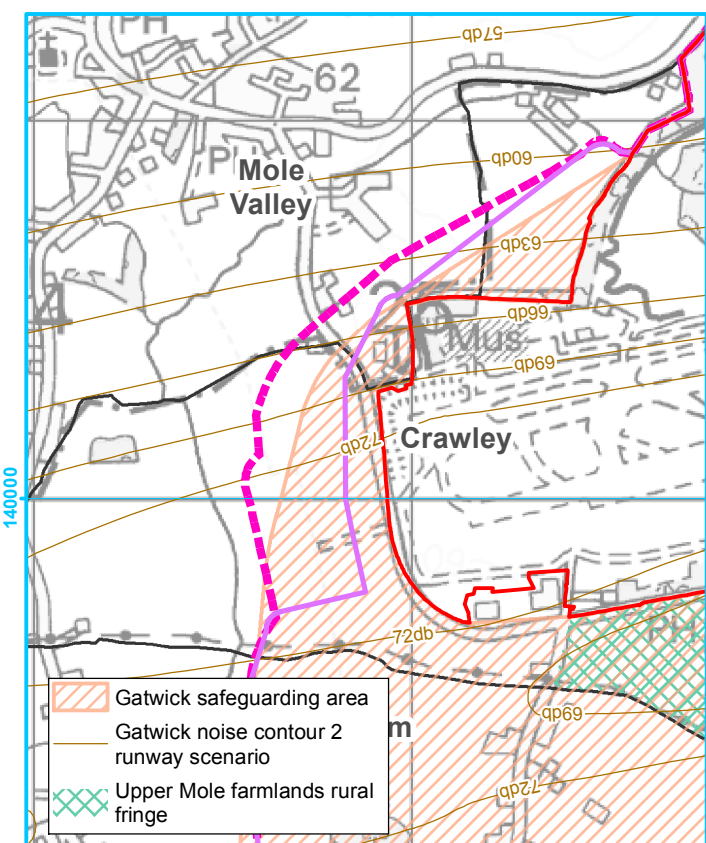 PH
57db
62
60db
Mole
Valley
63db
4
66db
Mus
69db
Crawley
72db
140000
72db
PH
69db
m
72db
Gatwick safeguarding area
Gatwick noise contour 2
runway scenario
Upper Mole farmlands rural
fringe